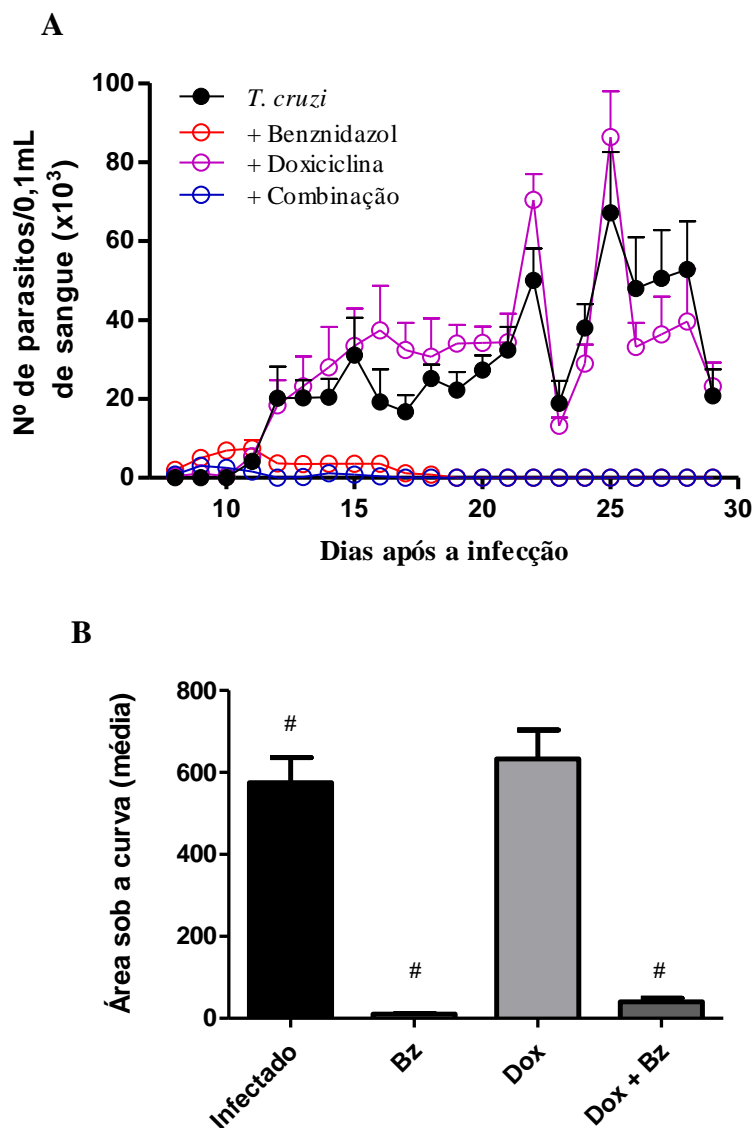 A
100
80
60
40
20
0
Nº de parasitos/0,1mL
de sangue (x10³)
T. cruzi
+ Benznidazol
+ Doxiciclina
+ Combinação
10
15
20
25
30
Dias após a infecção
B
800
600
400
200
0
Área sob a curva (média)
#
#
#
Infectado
Bz
Dox
Dox + Bz